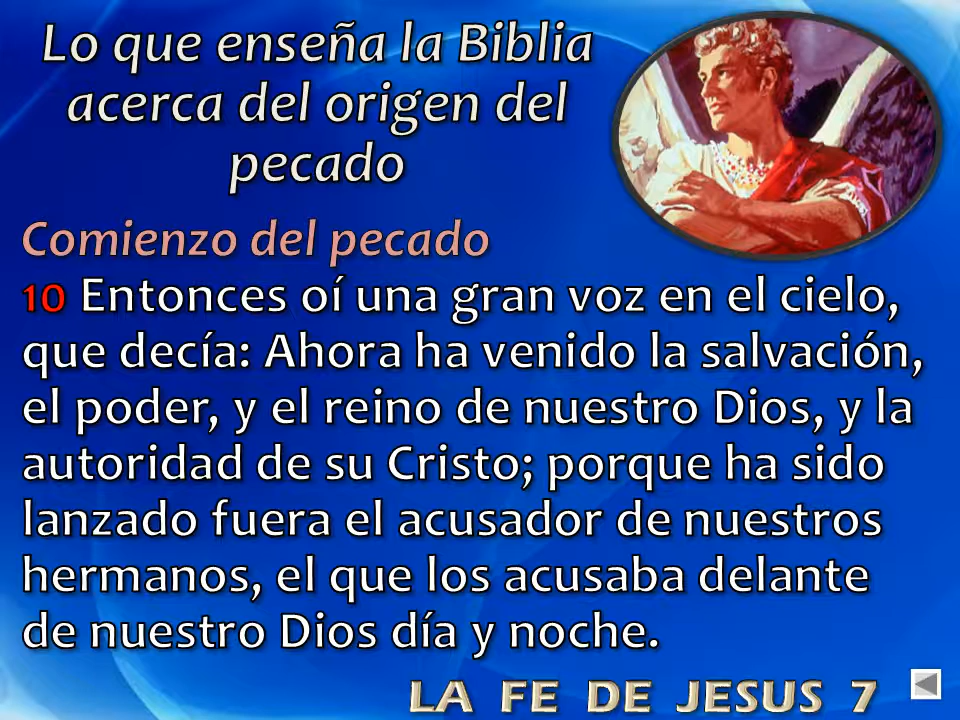 Lo que enseña la Biblia
acerca del origen del
pecado
Comienzo del pecado
10 Entonces oí una gran voz en el cielo,
que decía: Ahora ha venido la salvación,
el poder, y el reino de nuestro Dios, y la
autoridad de su Cristo; porque ha sido
lanzado fuera el acusador de nuestros
hermanos, el que los acusaba delante
de nuestro Dios día y noche.
LA FE DE JESUS 7